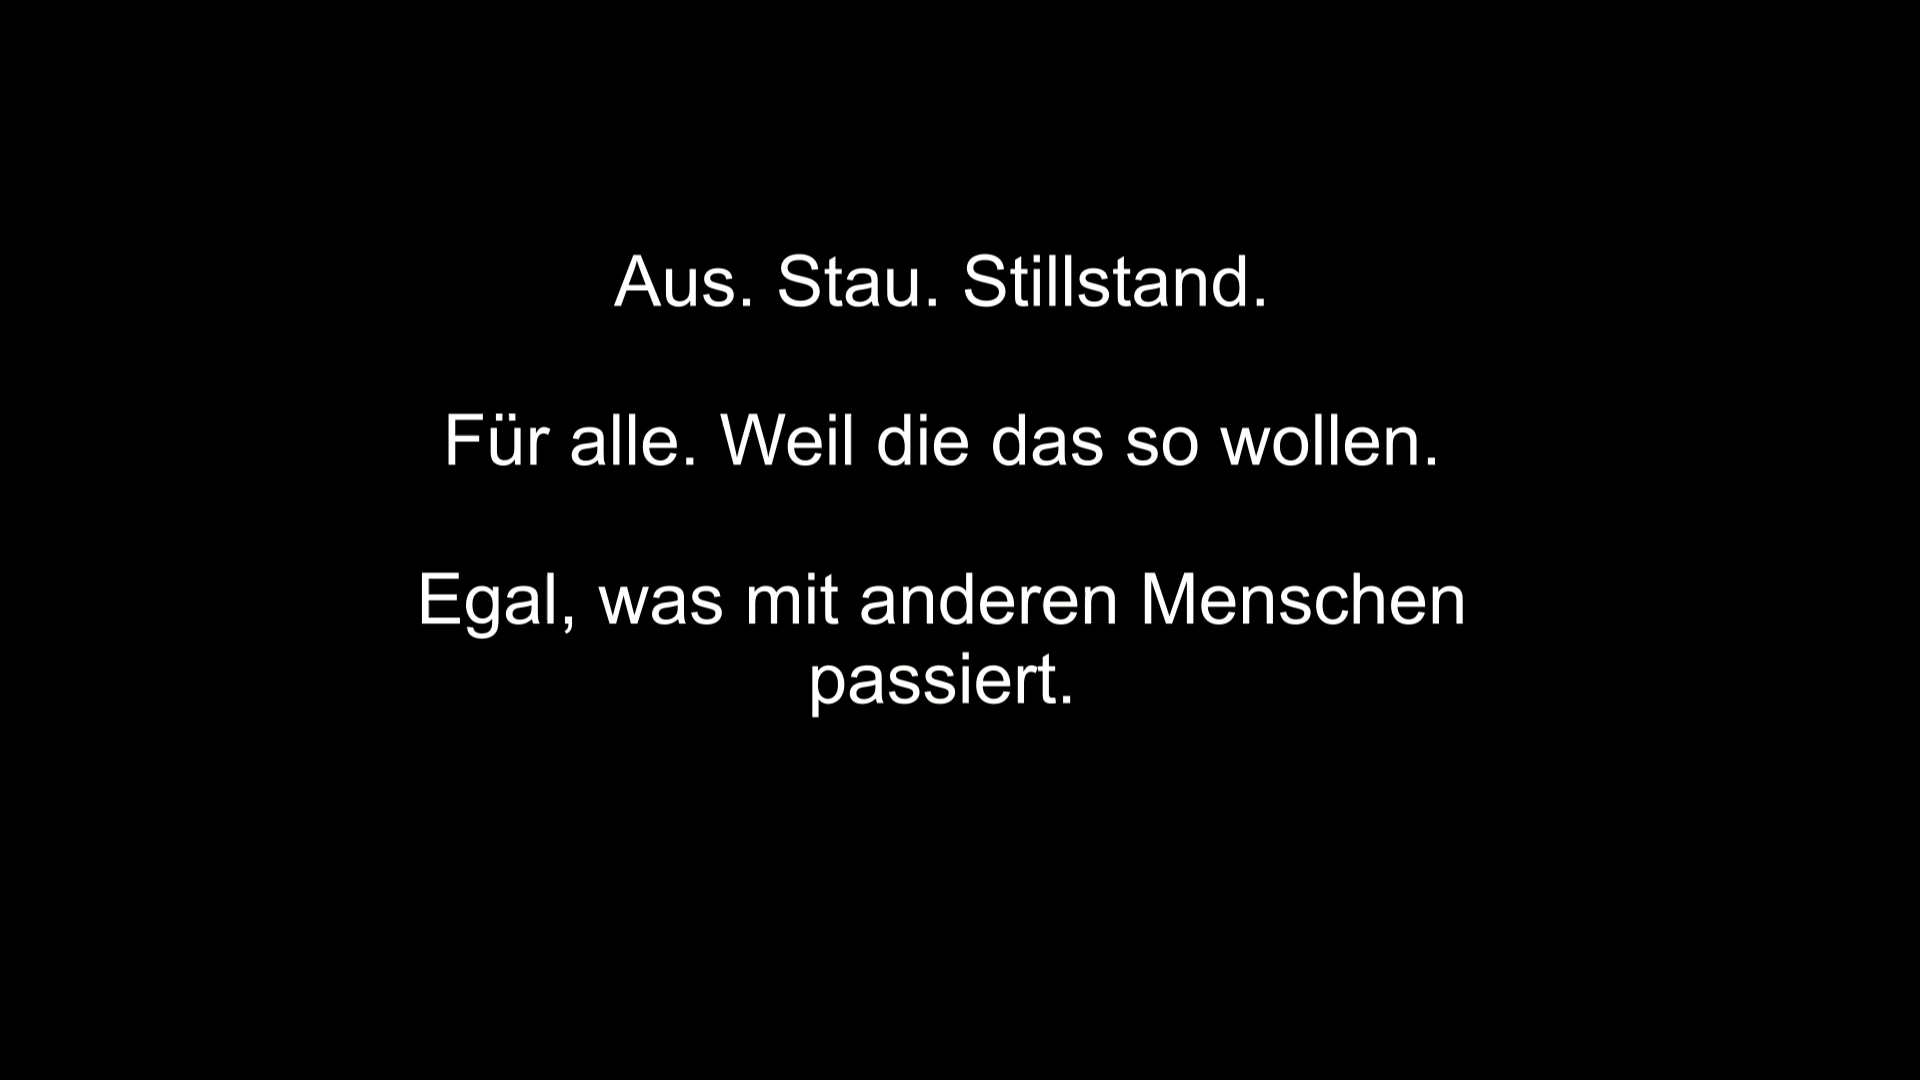 Aus. Stau. Stillstand.
Für alle. Weil die das so wollen.
Egal, was mit anderen Menschen
passiert.